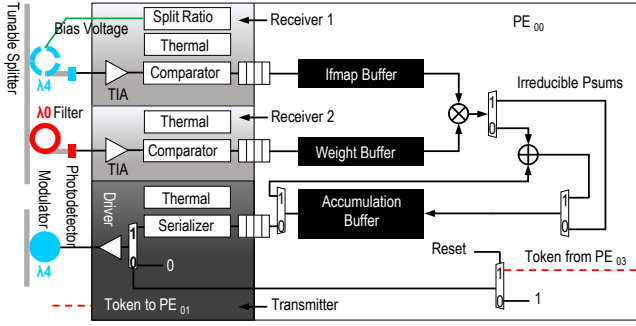 Tunable Splitter
Bias Voltage
Split Ratio
Receiver 1
PE 00
Thermal
λ4
TIA
Comparator
Ifmap Buffer
Irreducible Psums
1
0
λ0 Filter
Thermal
Receiver 2
TIA
Comparator
Weight Buffer
Modulator
Photodetector
Driver
Thermal
Serializer
1
0
Accumulation
Buffer
1
0
λ4
1
0
0
Reset
Token from PE 03
1
0
1
Token to PE 01
Transmitter